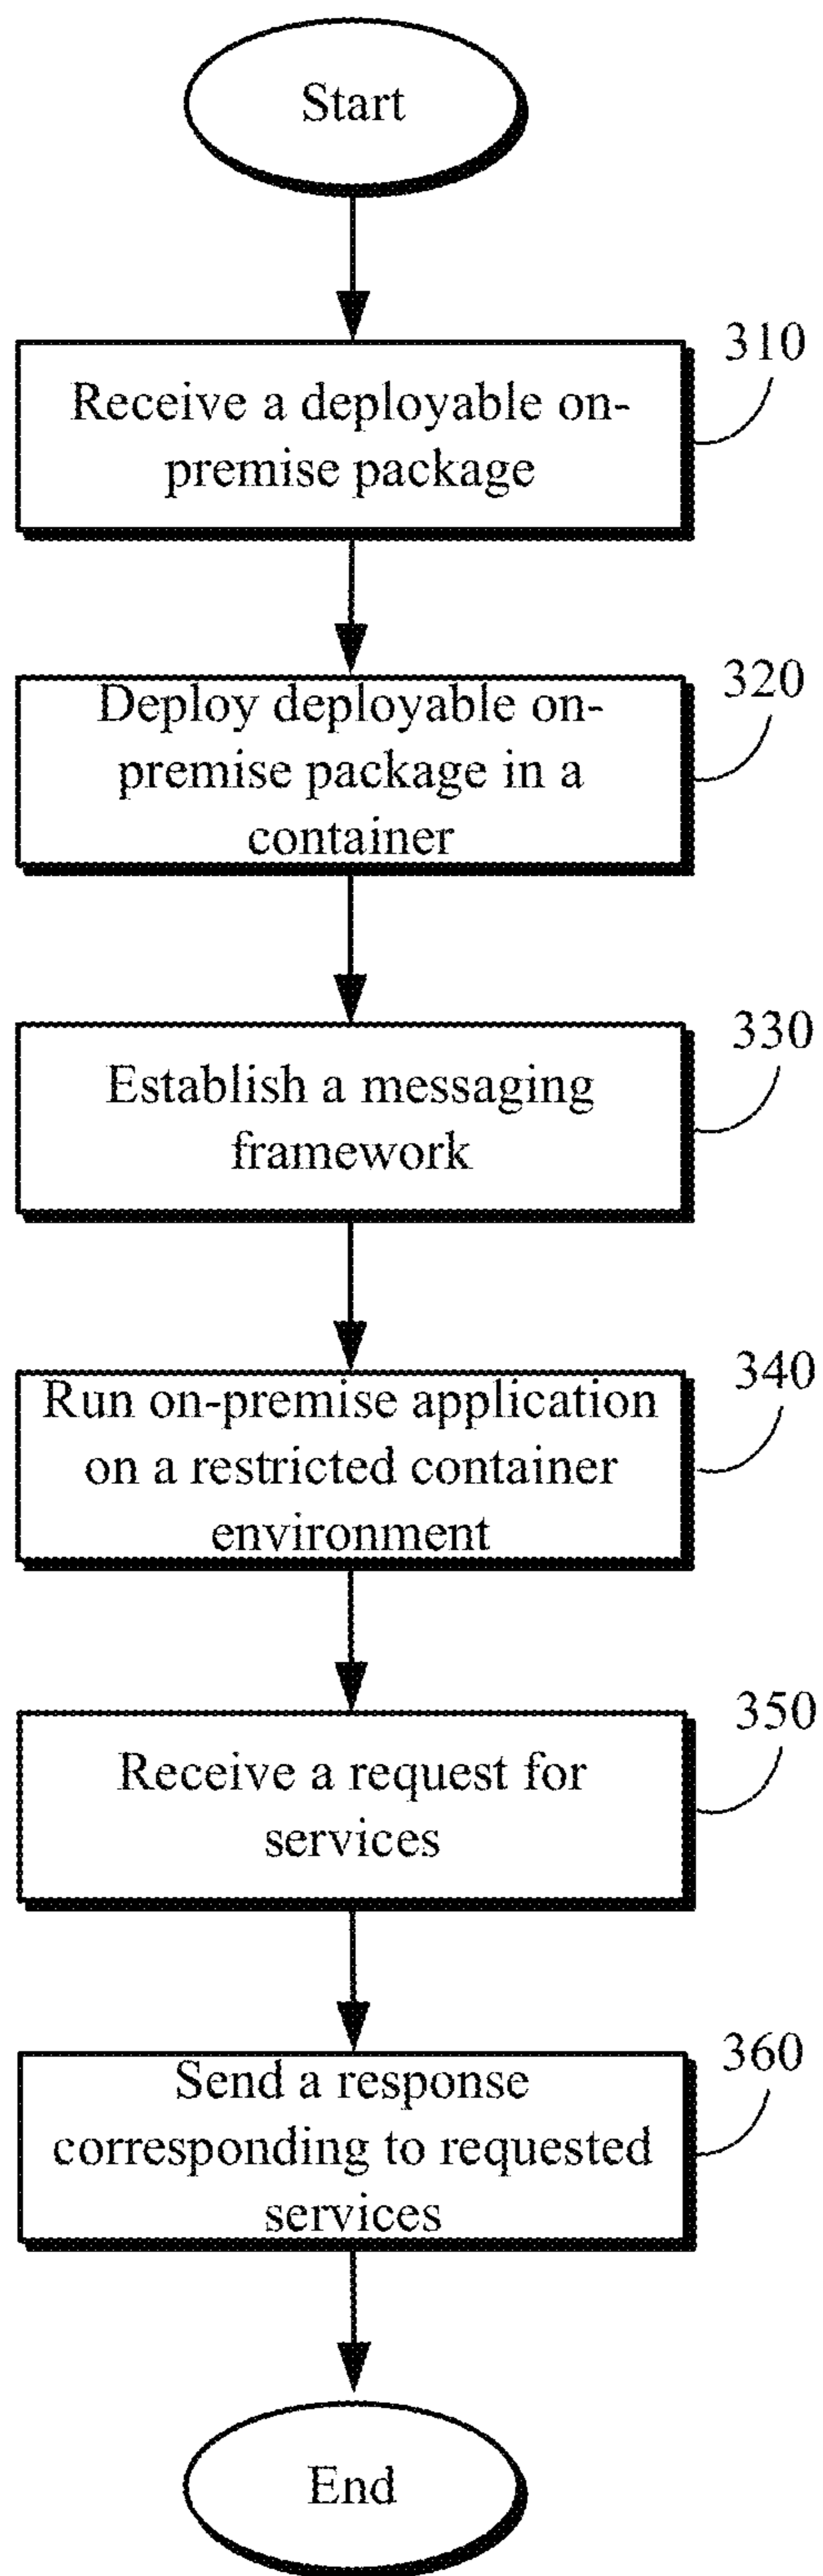 Start
310
Receive a deployable on-
premise package
320
Deploy deployable on-
premise package in a
container
330
Establish a messaging
framework
340
Run on-premise application
on a restricted container
environment
350
Receive a request for
services
360
Send a response
corresponding to requested
services
End